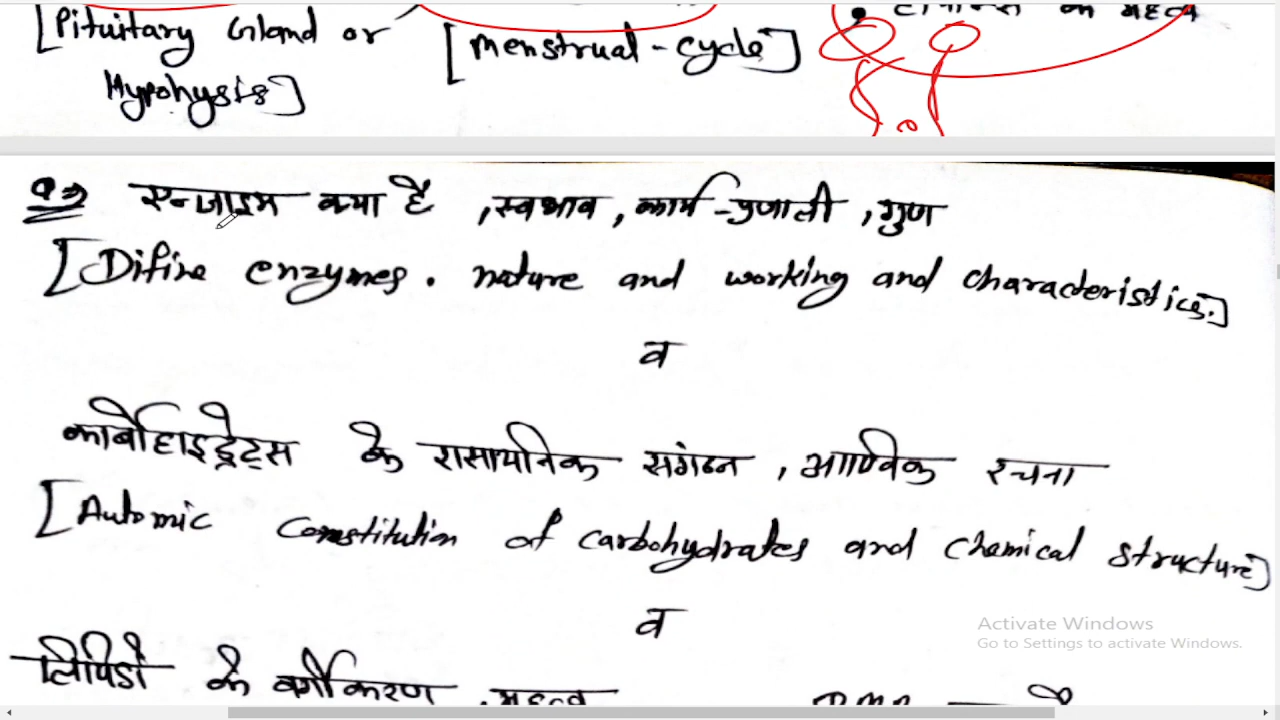 [Pituitary Gland or
Hypohysis]
[menstrual-cycle]
Q⇒ एन्जाइम क्या है , स्वभाव , कार्य-प्रणाली , गुण
[Difine enzymes. nature and working and characteristics.]
व
कार्बोहाइड्रेट्स के रासायनिक संगठन , आण्विक रचना
[Automic Constitution of carbohydrates and chemical structure]
व
लिपिडो के वर्गीकरण , महत्व
Activate Windows
Go to Settings to activate Windows.